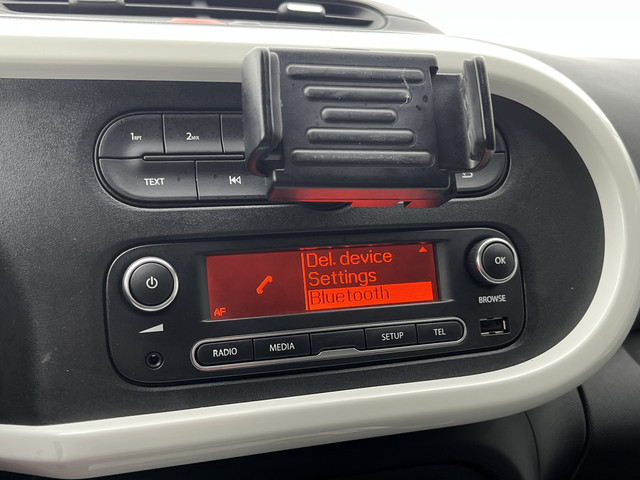 1RPT 2MIX
TEXT
Del. device
Settings
Bluetooth
AF
OK
BROWSE
RADIO MEDIA SETUP TEL